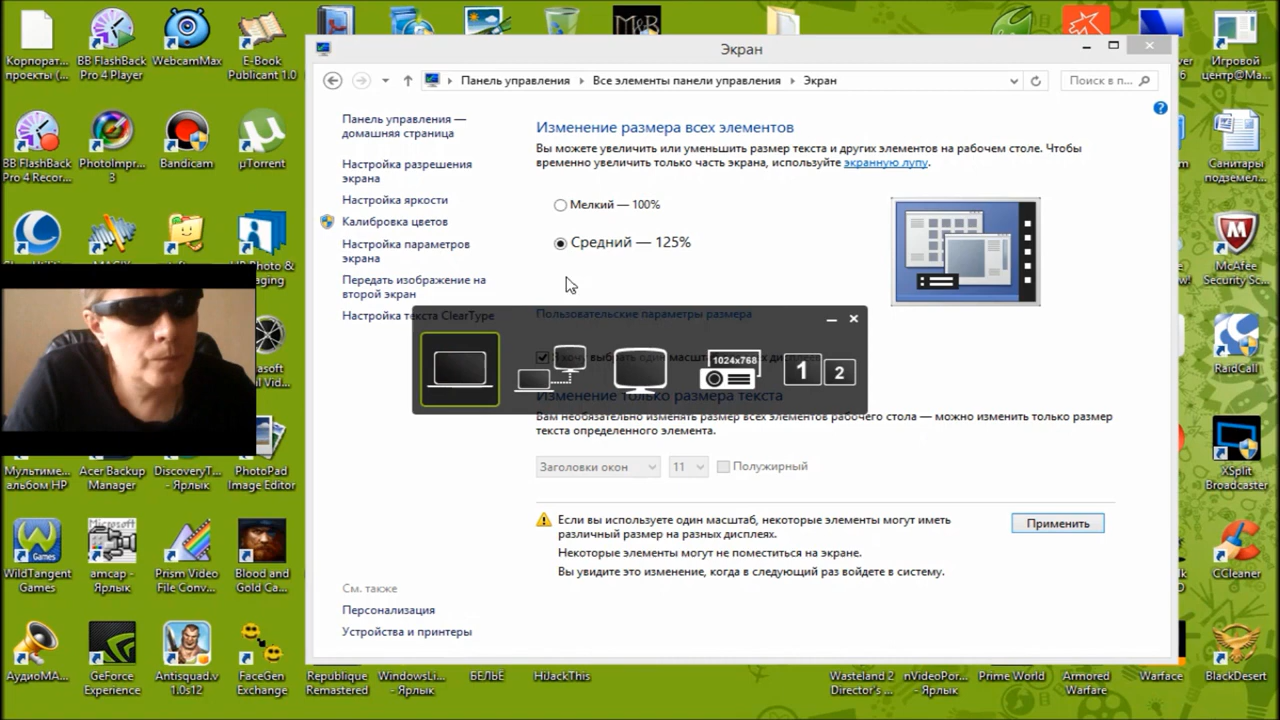 Экран
Панель управления
Все элементы панели управления
Экран
Поиск в п...
Панель управления —
домашняя страница
Настройка разрешения
экрана
Настройка яркости
Калибровка цветов
Настройка параметров
экрана
Передать изображение на
второй экран
Настройка текста ClearType
См. также
Персонализация
Устройства и принтеры
Изменение размера всех элементов
Вы можете увеличить или уменьшить размер текста и других элементов на рабочем столе. Чтобы
временно увеличить только часть экрана, используйте экранную лупу.
Мелкий — 100%
Средний — 125%
Пользовательские параметры размера
1024x768
1
2
Изменение только размера текста
Вам необязательно изменять размер всех элементов рабочего стола — можно изменить только размер
текста определенного элемента.
Заголовки окон
11
Полужирный
Если вы используете один масштаб, некоторые элементы могут иметь
различный размер на разных дисплеях.
Некоторые элементы могут не поместиться на экране.
Вы увидите это изменение, когда в следующий раз войдете в систему.
Применить
Корпорат...
проекты (...
BB FlashBack
Pro 4 Player
WebcamMax
E-Book
Publicant 1.0
M&B
Игровой
центр@Ma...
BB FlashBack
Pro 4 Recor...
PhotoImpr...
3
Bandicam
µTorrent
Санитары
подземел...
McAfee
Security Sc...
RaidCall
Мультиме...
альбом HP
Acer Backup
Manager
DiscoveryT...
- Ярлык
PhotoPad
Image Editor
XSplit
Broadcaster
Games
WildTangent
Games
Microsoft
amcap -
Ярлык
Prism Video
File Conv...
Blood and
Gold Ca...
CCleaner
АудиоМА...
GeForce
Experience
Antisquad.v
1.0s12
FaceGen
Exchange
Republique
Remastered
WindowsLi...
- Ярлык
БЕЛЬЕ
HiJackThis
Wasteland 2
Director's ...
nVideoPor...
- Ярлык
Prime World
Armored
Warfare
Warface
BlackDesert